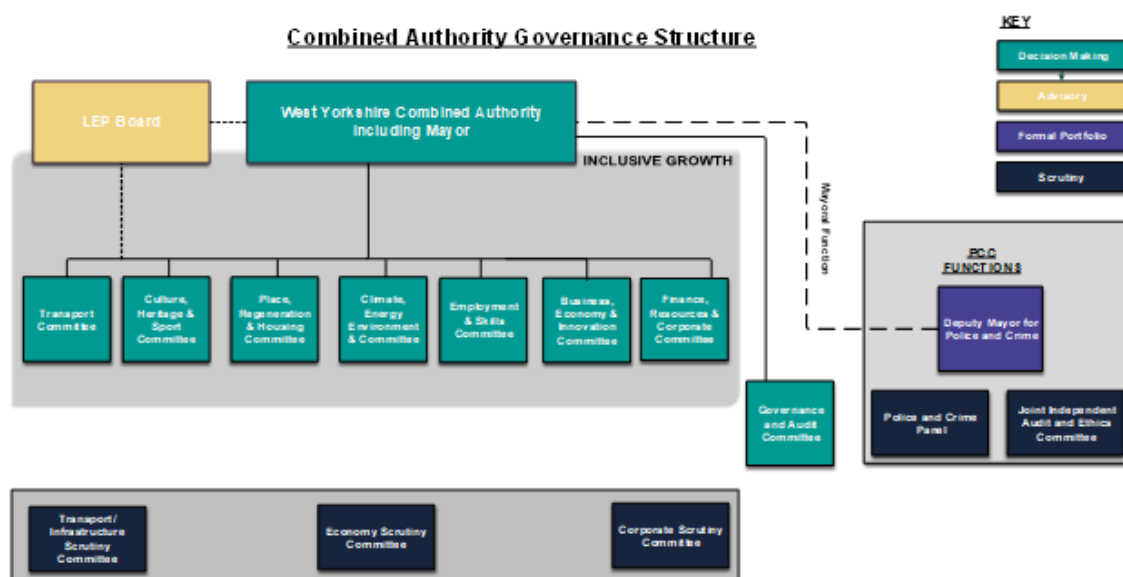 Combined Authority Governance Structure
KEY
Decision Making
Advisory
Formal Portfolio
Scrutiny
LEP Board
West Yorkshire Combined Authority
Including Mayor
INCLUSIVE GROWTH
Mayoral Function
Transport
Committee
Culture,
Heritage &
Sport
Committee
Place,
Regeneration
& Housing
Committee
Climate,
Energy
Environment
& Committee
Employment
& Skills
Committee
Business,
Economy &
Innovation
Committee
Finance,
Resources &
Corporate
Committee
Governance
and Audit
Committee
PCC
FUNCTIONS
Deputy Mayor for
Police and Crime
Police and Crime
Panel
Joint Independent
Audit and Ethics
Committee
Transport/
Infrastructure
Scrutiny
Committee
Economy Scrutiny
Committee
Corporate Scrutiny
Committee